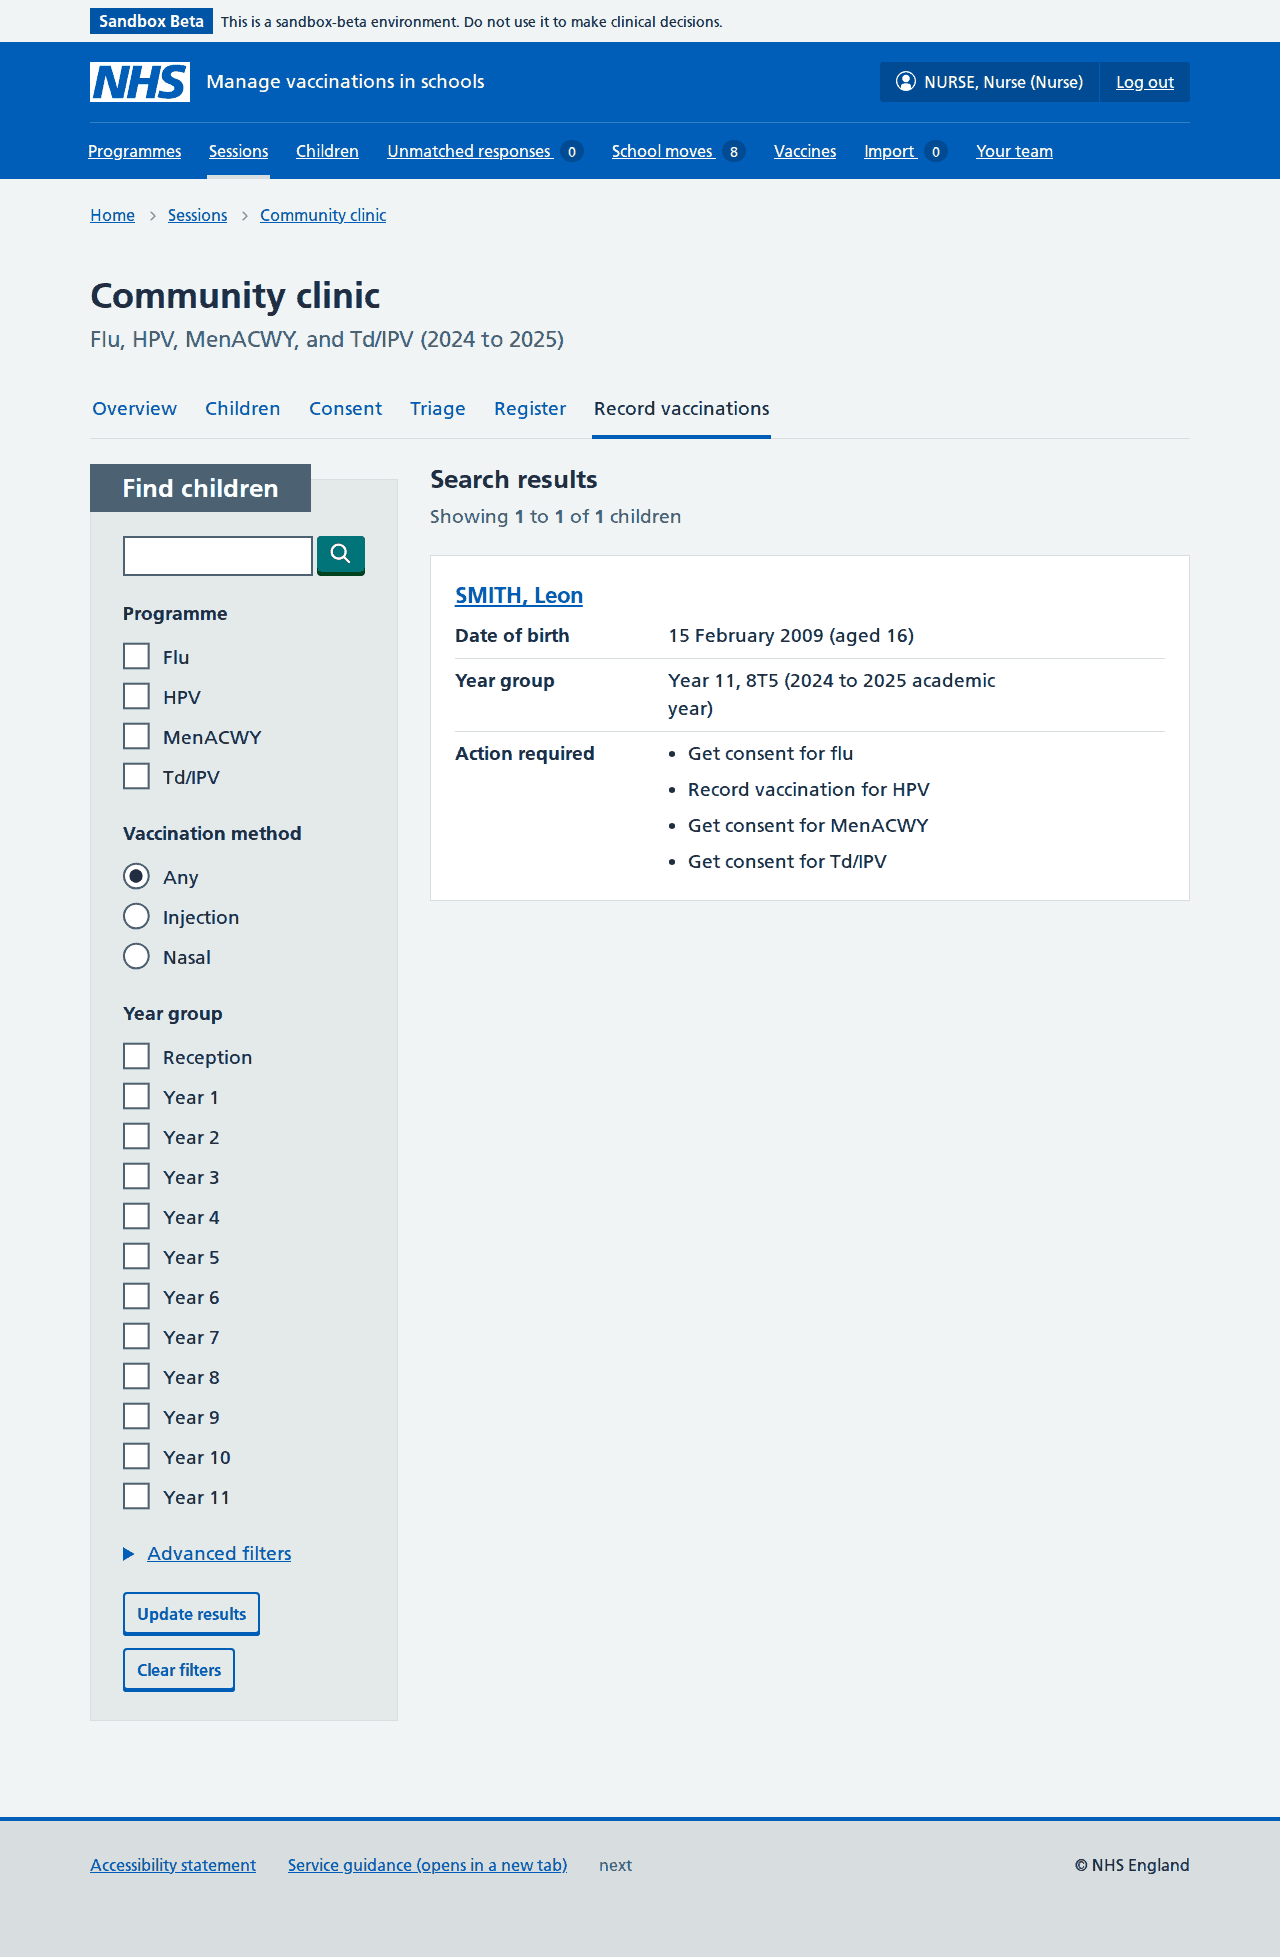 Sandbox Beta This is a sandbox-beta environment. Do not use it to make clinical decisions.
NHS Manage vaccinations in schools NURSE, Nurse (Nurse) Log out
Programmes Sessions Children Unmatched responses 0 School moves 8 Vaccines Import 0 Your team
Home Sessions Community clinic
Community clinic
Flu, HPV, MenACWY, and Td/IPV (2024 to 2025)
Overview Children Consent Triage Register Record vaccinations
Find children
Programme
Flu
HPV
MenACWY
Td/IPV
Vaccination method
Any
Injection
Nasal
Year group
Reception
Year 1
Year 2
Year 3
Year 4
Year 5
Year 6
Year 7
Year 8
Year 9
Year 10
Year 11
Advanced filters
Update results
Clear filters
Search results
Showing 1 to 1 of 1 children
SMITH, Leon
Date of birth 15 February 2009 (aged 16)
Year group Year 11, 8T5 (2024 to 2025 academic
year)
Action required • Get consent for flu
• Record vaccination for HPV
• Get consent for MenACWY
• Get consent for Td/IPV
Accessibility statement Service guidance (opens in a new tab) next © NHS England